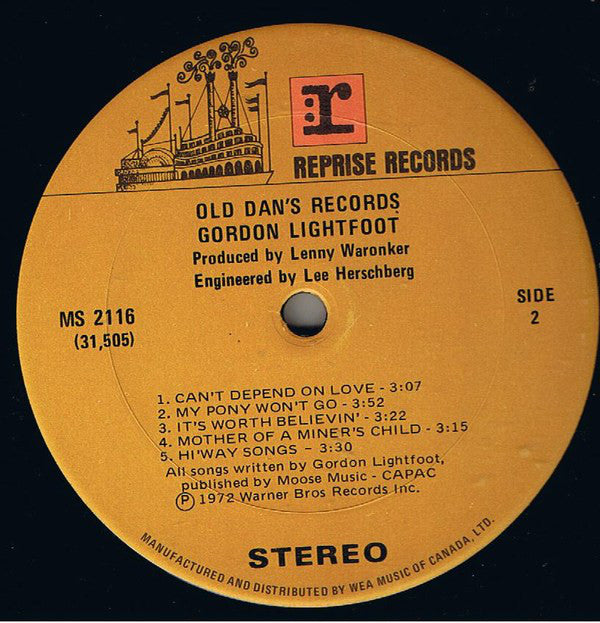 :r
REPRISE RECORDS
OLD DAN'S RECORDS
GORDON LIGHTFOOT
Produced by Lenny Waronker
Engineered by Lee Herschberg
MS 2116
(31,505)
SIDE
2
1. CAN'T DEPEND ON LOVE - 3:07
2. MY PONY WON'T GO - 3:52
3. IT'S WORTH BELIEVIN' - 3:22
4. MOTHER OF A MINER'S CHILD - 3:15
5. HI'WAY SONGS - 3:30
All songs written by Gordon Lightfoot,
published by Moose Music - CAPAC
Ⓟ 1972 Warner Bros Records Inc.
STEREO
MANUFACTURED AND DISTRIBUTED BY WEA MUSIC OF CANADA, LTD.